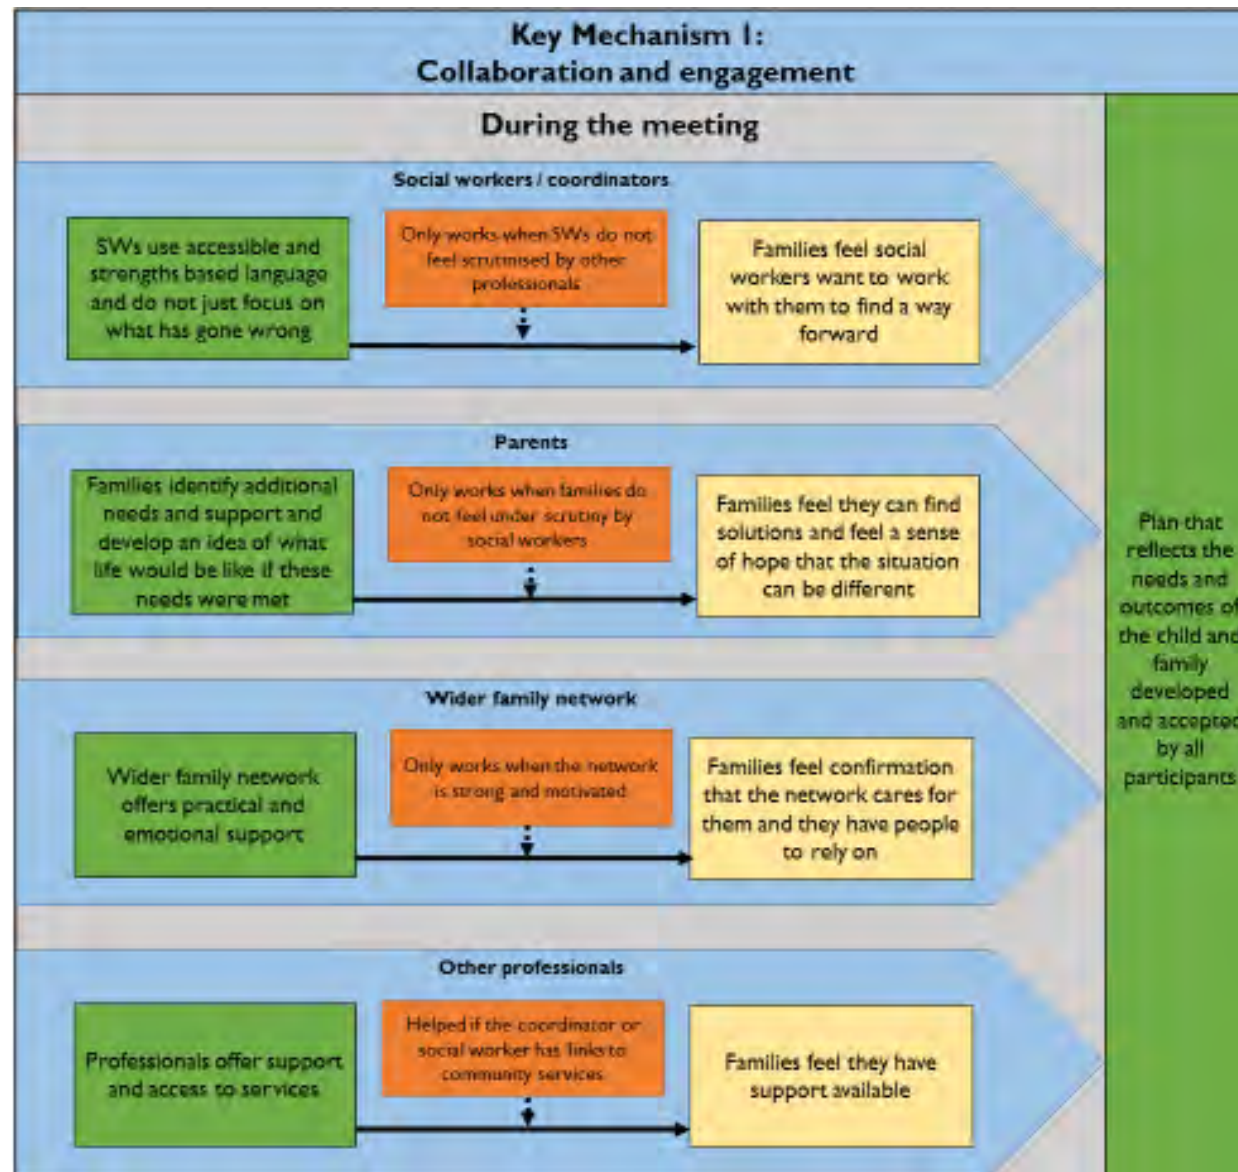 Key Mechanism 1:
Collaboration and engagement
During the meeting
Social workers / coordinators
SWs use accessible and
strengths based language
and do not just focus on
what has gone wrong
Only works when SWs do not
feel scrutinised by other
professionals
Families feel social
workers want to work
with them to find a way
forward
Parents
Families identify additional
needs and support and
develop an idea of what
life would be like if these
needs were met
Only works when families do
not feel under scrutiny by
social workers
Families feel they can find
solutions and feel a sense
of hope that the situation
can be different
Wider family network
Wider family network
offers practical and
emotional support
Only works when the network
is strong and motivated
Families feel confirmation
that the network cares for
them and they have people
to rely on
Other professionals
Professionals offer support
and access to services
Helped if the coordinator or
social worker has links to
community services
Families feel they have
support available
Plan that
reflects the
needs and
outcomes of
the child and
family
developed
and accepted
by all
participants